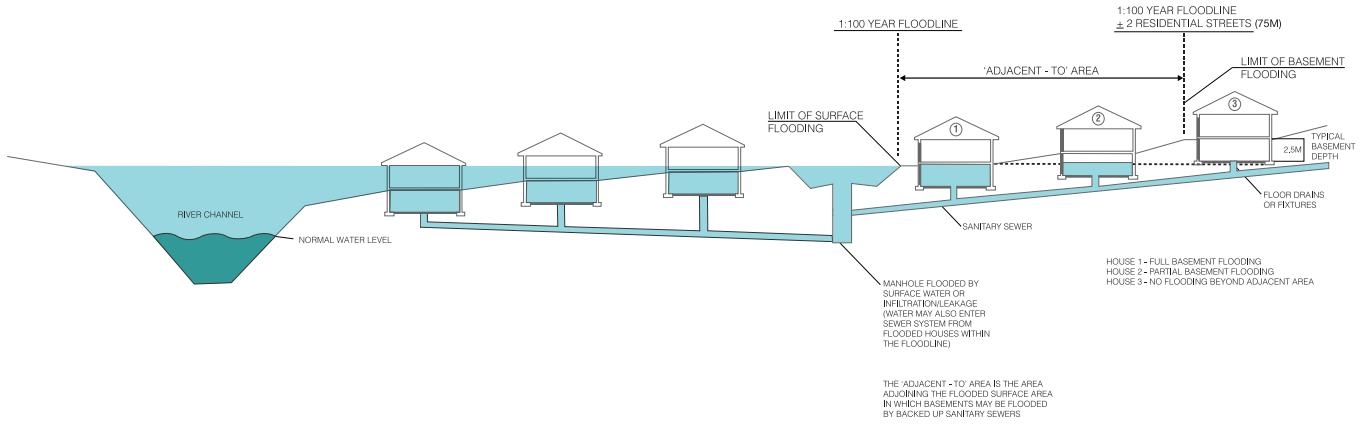 1:100 YEAR FLOODLINE
1:100 YEAR FLOODLINE
± 2 RESIDENTIAL STREETS (75M)
'ADJACENT - TO' AREA
LIMIT OF BASEMENT
FLOODING
LIMIT OF SURFACE
FLOODING
1
2
3
TYPICAL
BASEMENT
DEPTH
2.5M
RIVER CHANNEL
NORMAL WATER LEVEL
SANITARY SEWER
FLOOR DRAINS
OR FIXTURES
MANHOLE FLOODED BY
SURFACE WATER OR
INFILTRATION/LEAKAGE
(WATER MAY ALSO ENTER
SEWER SYSTEM FROM
FLOODED HOUSES WITHIN
THE FLOODLINE)
HOUSE 1 - FULL BASEMENT FLOODING
HOUSE 2 - PARTIAL BASEMENT FLOODING
HOUSE 3 - NO FLOODING BEYOND ADJACENT AREA
THE 'ADJACENT - TO' AREA IS THE AREA
ADJOINING THE FLOODED SURFACE AREA
IN WHICH BASEMENTS MAY BE FLOODED
BY BACKED UP SANITARY SEWERS